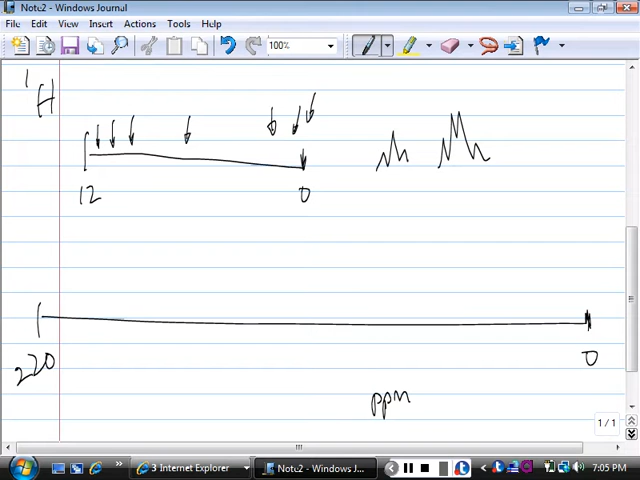 Note2 - Windows Journal
File Edit View Insert Actions Tools Help
100%
1H
12 0
220 0
ppm
1/1
3 Internet Explorer Note2 - Windows J... 7:05 PM